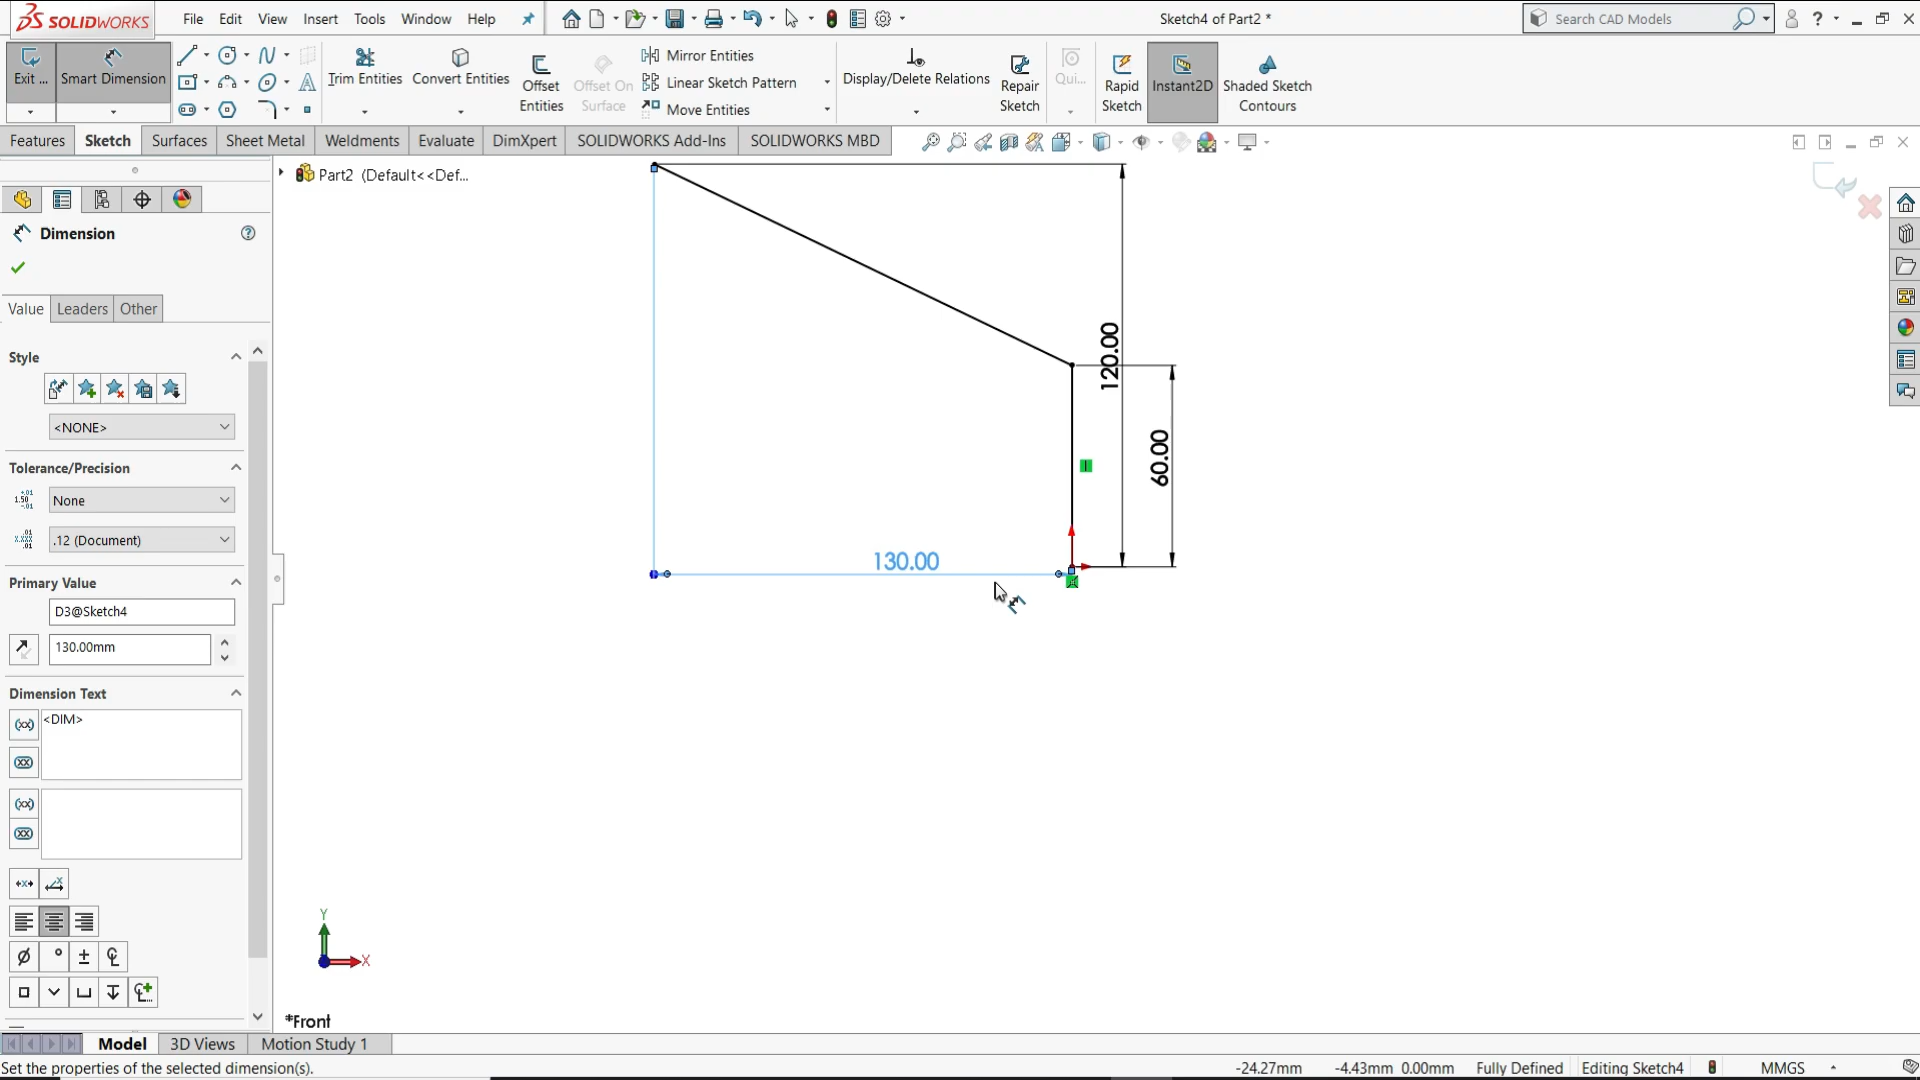 SOLIDWORKS
File Edit View Insert Tools Window Help
Sketch4 of Part2 *
Search CAD Models
Exit ...
Smart Dimension
Trim Entities
Convert Entities
Offset Entities
Offset On Surface
Mirror Entities
Linear Sketch Pattern
Move Entities
Display/Delete Relations
Repair Sketch
Qui...
Rapid Sketch
Instant2D
Shaded Sketch Contours
Features Sketch Surfaces Sheet Metal Weldments Evaluate DimXpert SOLIDWORKS Add-Ins SOLIDWORKS MBD
Part2 (Default<<Def...
Dimension
Value Leaders Other
Style
<NONE>
Tolerance/Precision
None
.12 (Document)
Primary Value
D3@Sketch4
130.00mm
Dimension Text
<DIM>
120.00
60.00
130.00
Y
X
*Front
Model 3D Views Motion Study 1
Set the properties of the selected dimension(s).
-24.27mm -4.43mm 0.00mm Fully Defined Editing Sketch4 MMGS